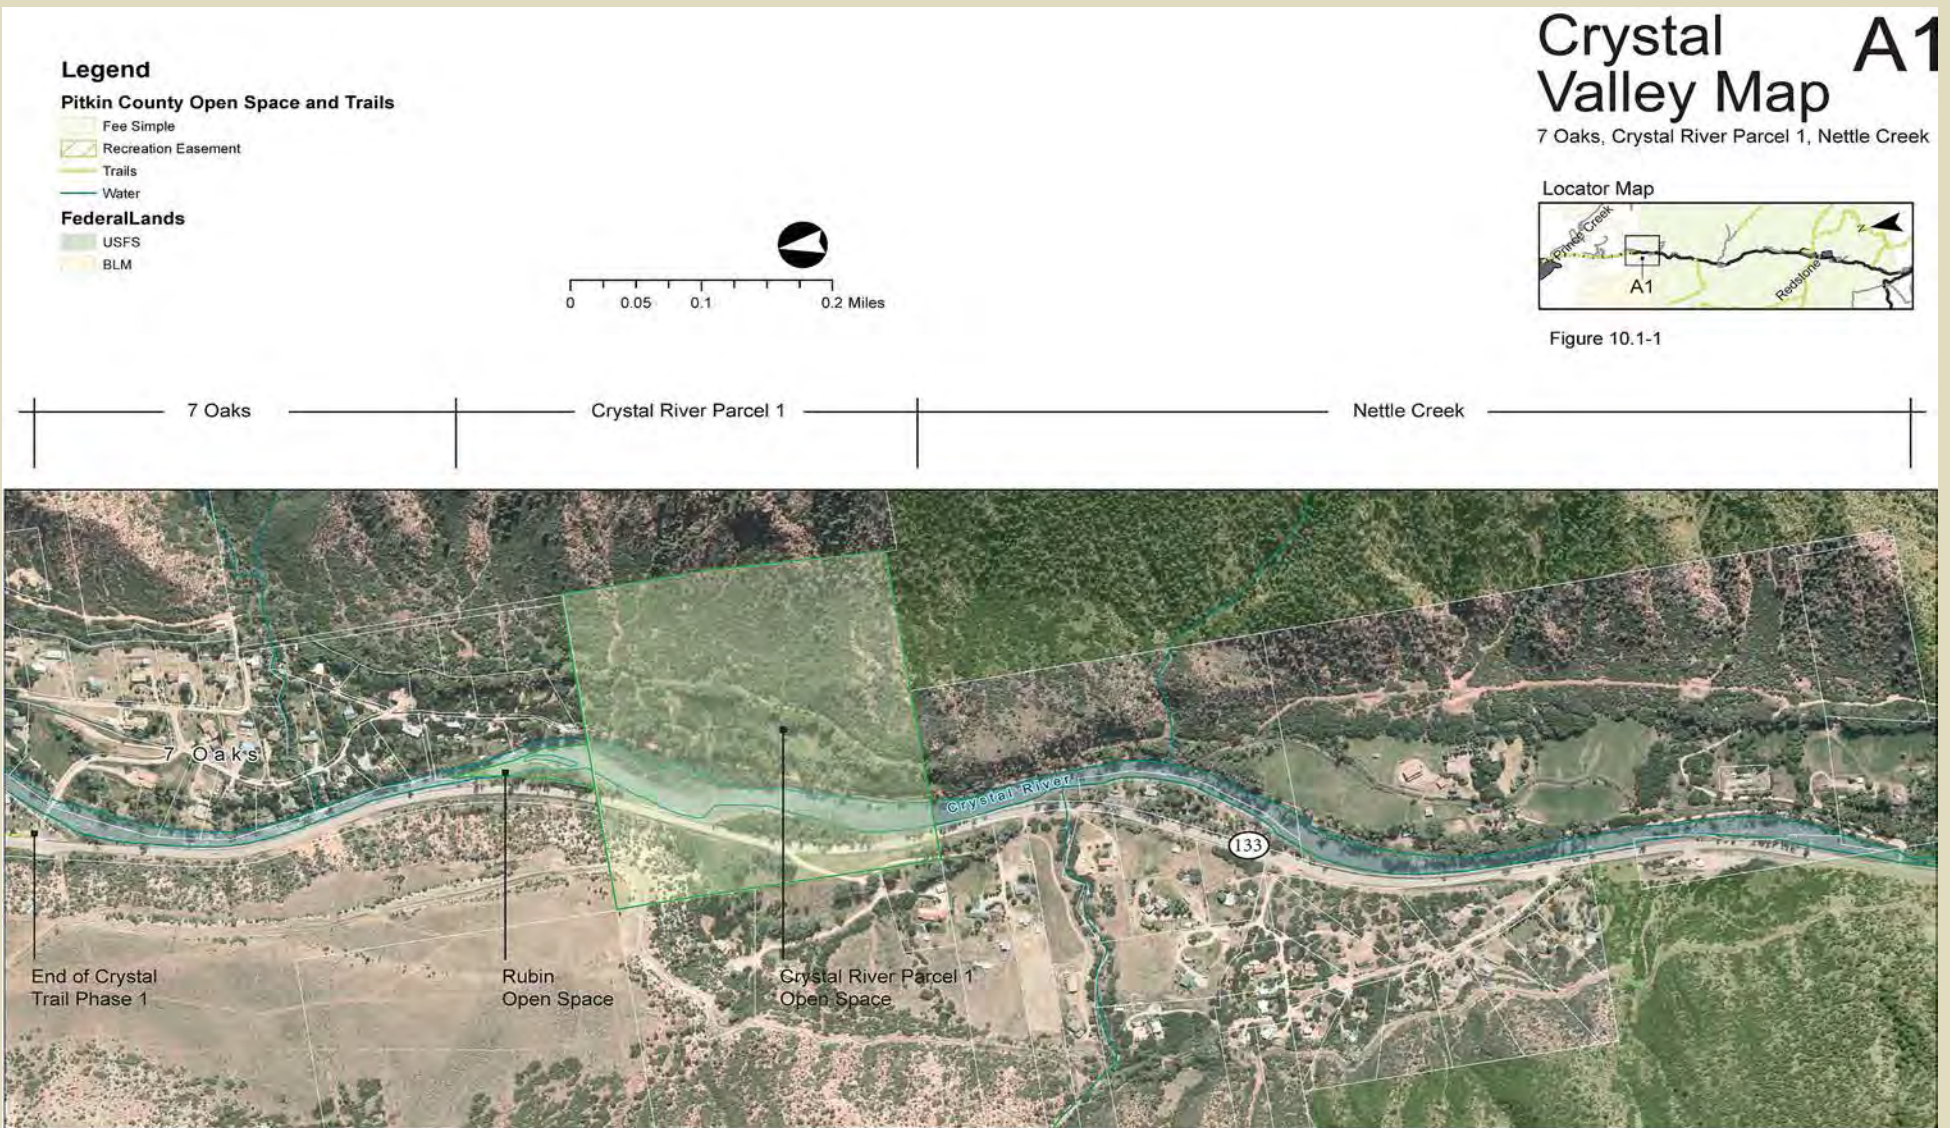 Crystal
Valley Map
A1
7 Oaks, Crystal River Parcel 1, Nettle Creek
Legend
Pitkin County Open Space and Trails
Fee Simple
Recreation Easement
Trails
Water
FederalLands
USFS
BLM
0 0.05 0.1 0.2 Miles
Locator Map
Prince Creek
A1
Redstone
N
Figure 10.1-1
7 Oaks
Crystal River Parcel 1
Nettle Creek
7 Oaks
Crystal River
133
End of Crystal
Trail Phase 1
Rubin
Open Space
Crystal River Parcel 1
Open Space